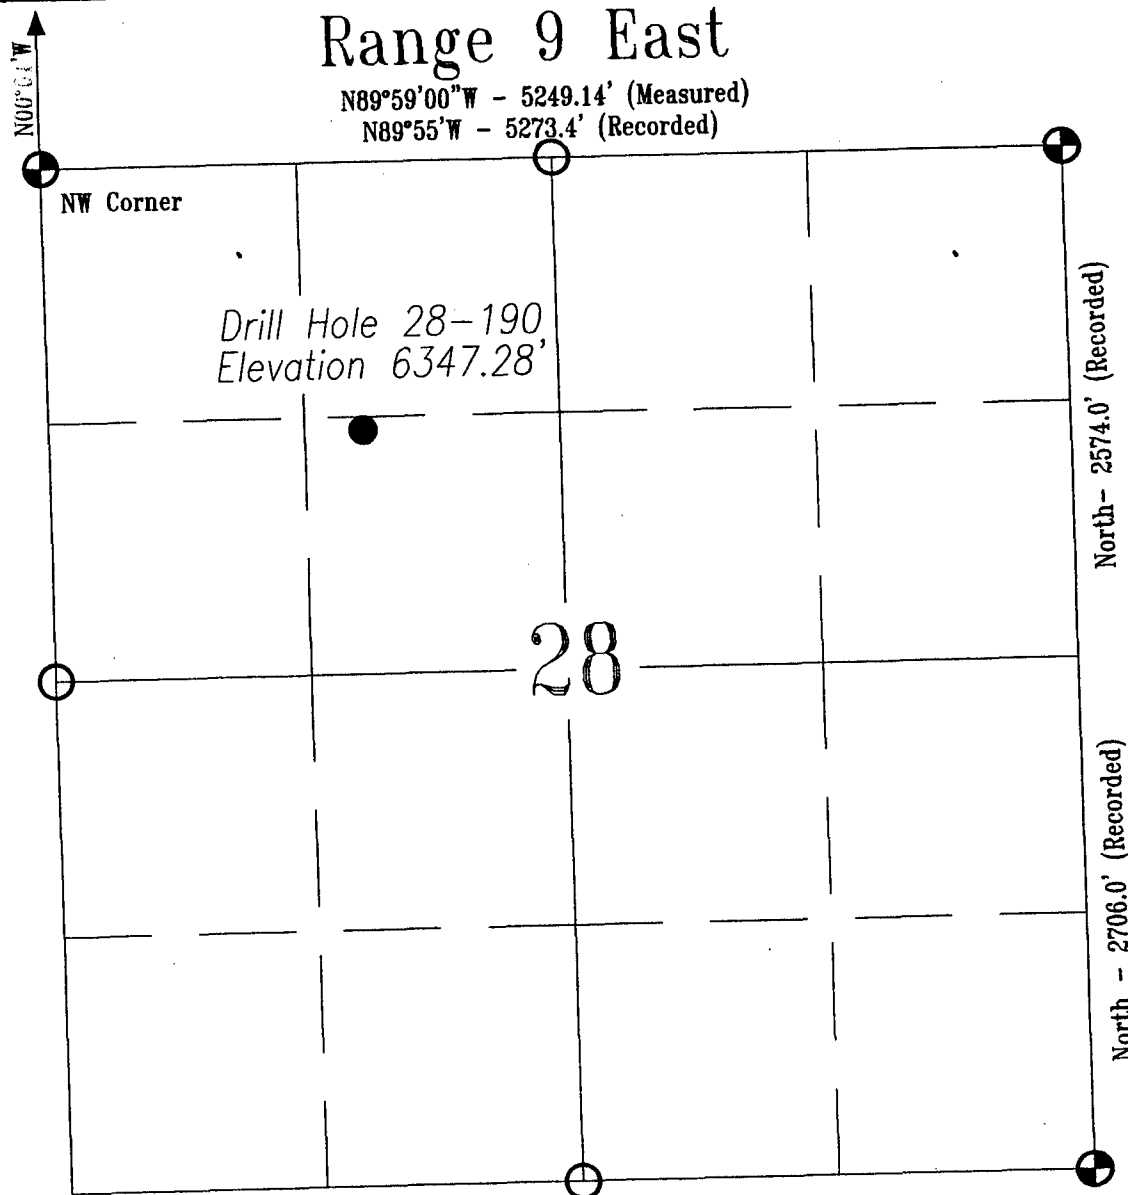 Range 9 East
N89°59'00"W - 5249.14' (Measured)
N89°55'W - 5273.4' (Recorded)
NW Corner
Drill Hole 28-190
Elevation 6347.28'
North- 2574.0' (Recorded)
28
North - 2706.0' (Recorded)